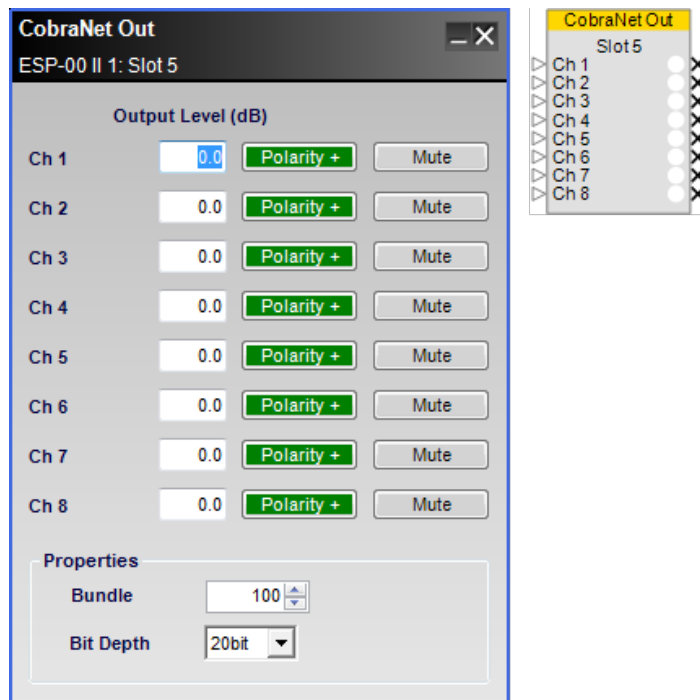 CobraNet Out
ESP-00 II 1: Slot 5
Output Level (dB)
Ch 1 0.0 Polarity + Mute
Ch 2 0.0 Polarity + Mute
Ch 3 0.0 Polarity + Mute
Ch 4 0.0 Polarity + Mute
Ch 5 0.0 Polarity + Mute
Ch 6 0.0 Polarity + Mute
Ch 7 0.0 Polarity + Mute
Ch 8 0.0 Polarity + Mute
Properties
Bundle 100
Bit Depth 20bit
CobraNet Out
Slot 5
Ch 1
Ch 2
Ch 3
Ch 4
Ch 5
Ch 6
Ch 7
Ch 8